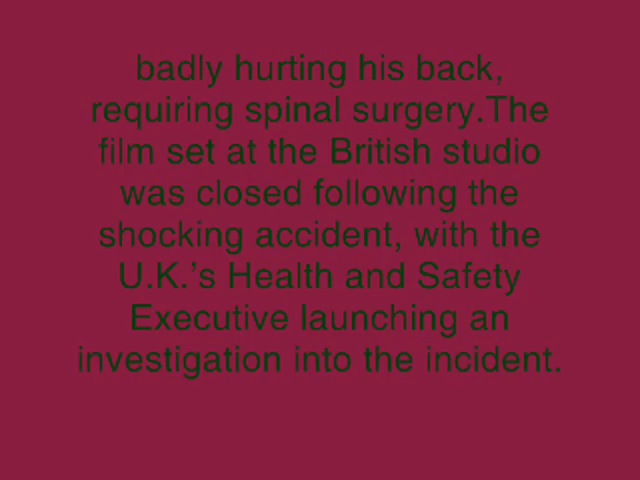 badly hurting his back,
requiring spinal surgery.The
film set at the British studio
was closed following the
shocking accident, with the
U.K.’s Health and Safety
Executive launching an
investigation into the incident.